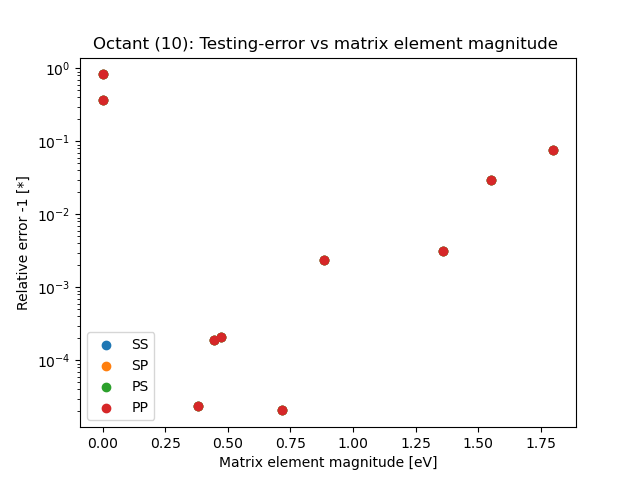 Octant (10): Testing-error vs matrix element magnitude
Relative error -1 [*]
10⁰
10⁻¹
10⁻²
10⁻³
10⁻⁴
SS
SP
PS
PP
0.00 0.25 0.50 0.75 1.00 1.25 1.50 1.75
Matrix element magnitude [eV]